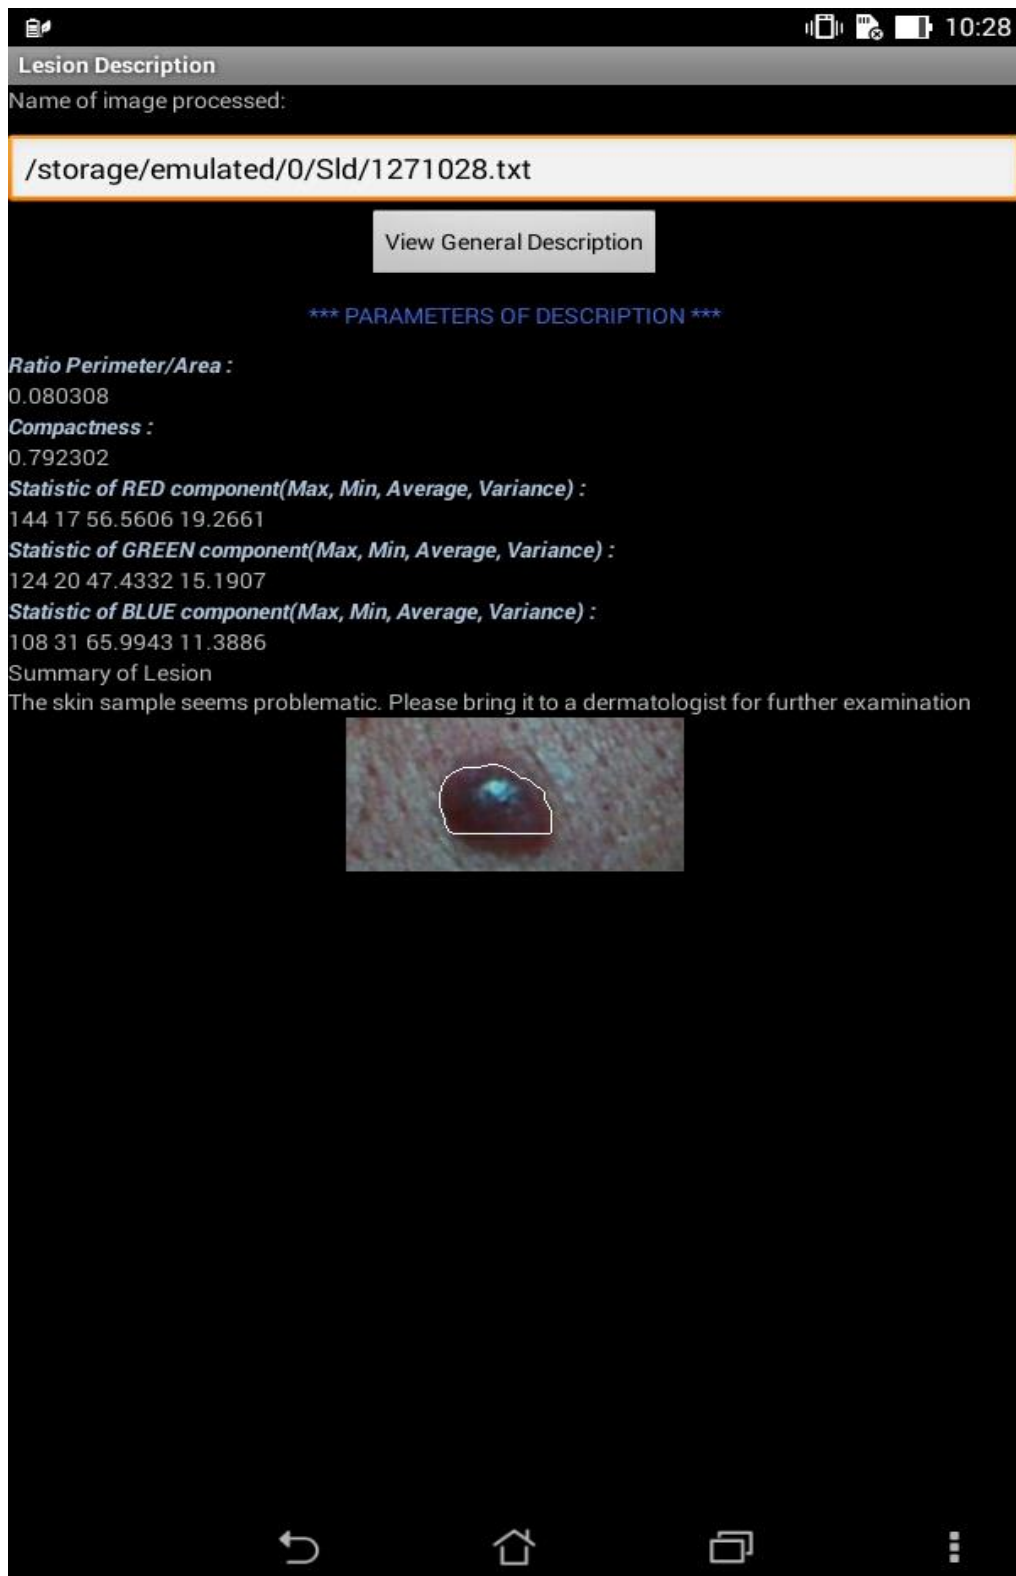 10:28
Lesion Description
Name of image processed:
/storage/emulated/0/Sld/1271028.txt
View General Description
*** PARAMETERS OF DESCRIPTION ***
Ratio Perimeter/Area :
0.080308
Compactness :
0.792302
Statistic of RED component(Max, Min, Average, Variance) :
144 17 56.5606 19.2661
Statistic of GREEN component(Max, Min, Average, Variance) :
124 20 47.4332 15.1907
Statistic of BLUE component(Max, Min, Average, Variance) :
108 31 65.9943 11.3886
Summary of Lesion
The skin sample seems problematic. Please bring it to a dermatologist for further examination